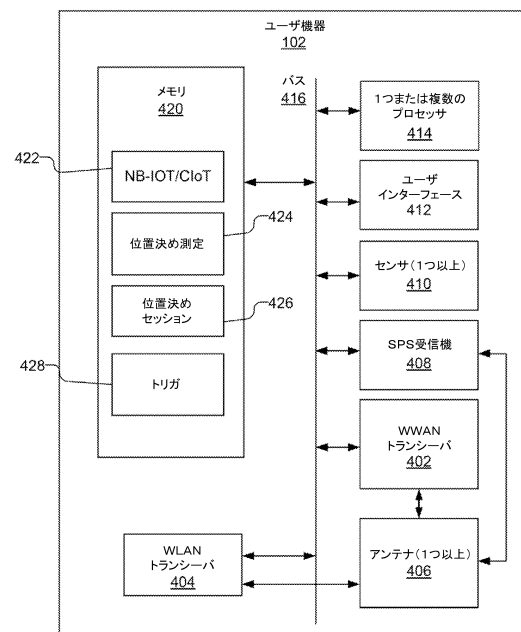 ユーザ機器
102
メモリ
420
バス
416
1つまたは複数の
プロセッサ
414
422
NB-IOT/CIoT
ユーザ
インターフェース
412
424
位置決め測定
センサ(1つ以上)
410
位置決め
セッション
426
SPS受信機
408
428
トリガ
WWAN
トランシーバ
402
WLAN
トランシーバ
404
アンテナ(1つ以上)
406